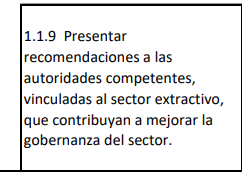 1.1.9 Presentar
recomendaciones a las
autoridades competentes,
vinculadas al sector extractivo,
que contribuyan a mejorar la
gobernanza del sector.